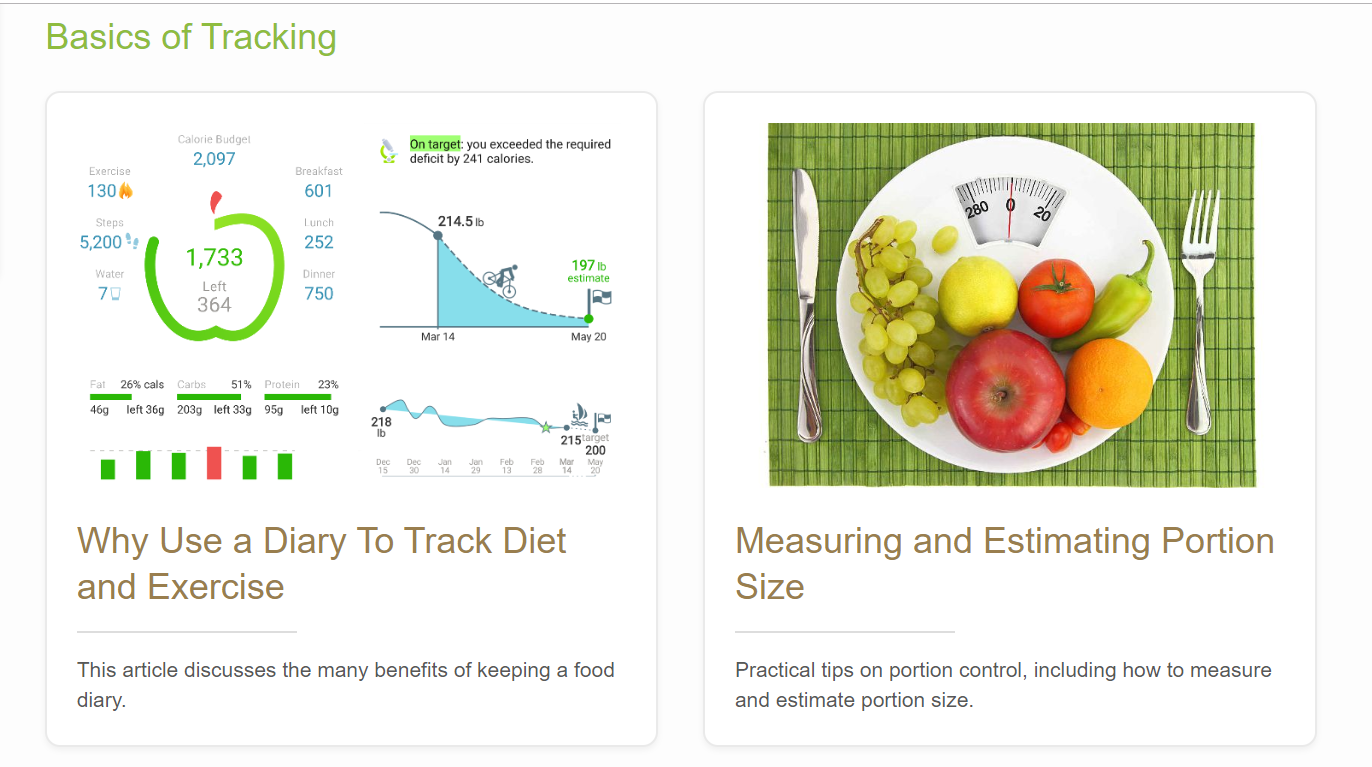 Basics of Tracking
Calorie Budget
2,097
Exercise
130
Breakfast
601
Steps
5,200
Lunch
252
1,733
Left
364
Water
7
Dinner
750
Fat 26% cals
46g left 36g
Carbs 51%
203g left 33g
Protein 23%
95g left 10g
On target: you exceeded the required
deficit by 241 calories.
214.5 lb
197 lb
estimate
Mar 14
May 20
218
lb
215
target
200
Dec
15
Dec
30
Jan
14
Jan
29
Feb
13
Feb
28
Mar
14
May
20
Why Use a Diary To Track Diet
and Exercise
This article discusses the many benefits of keeping a food
diary.
280 0 20
Measuring and Estimating Portion
Size
Practical tips on portion control, including how to measure
and estimate portion size.